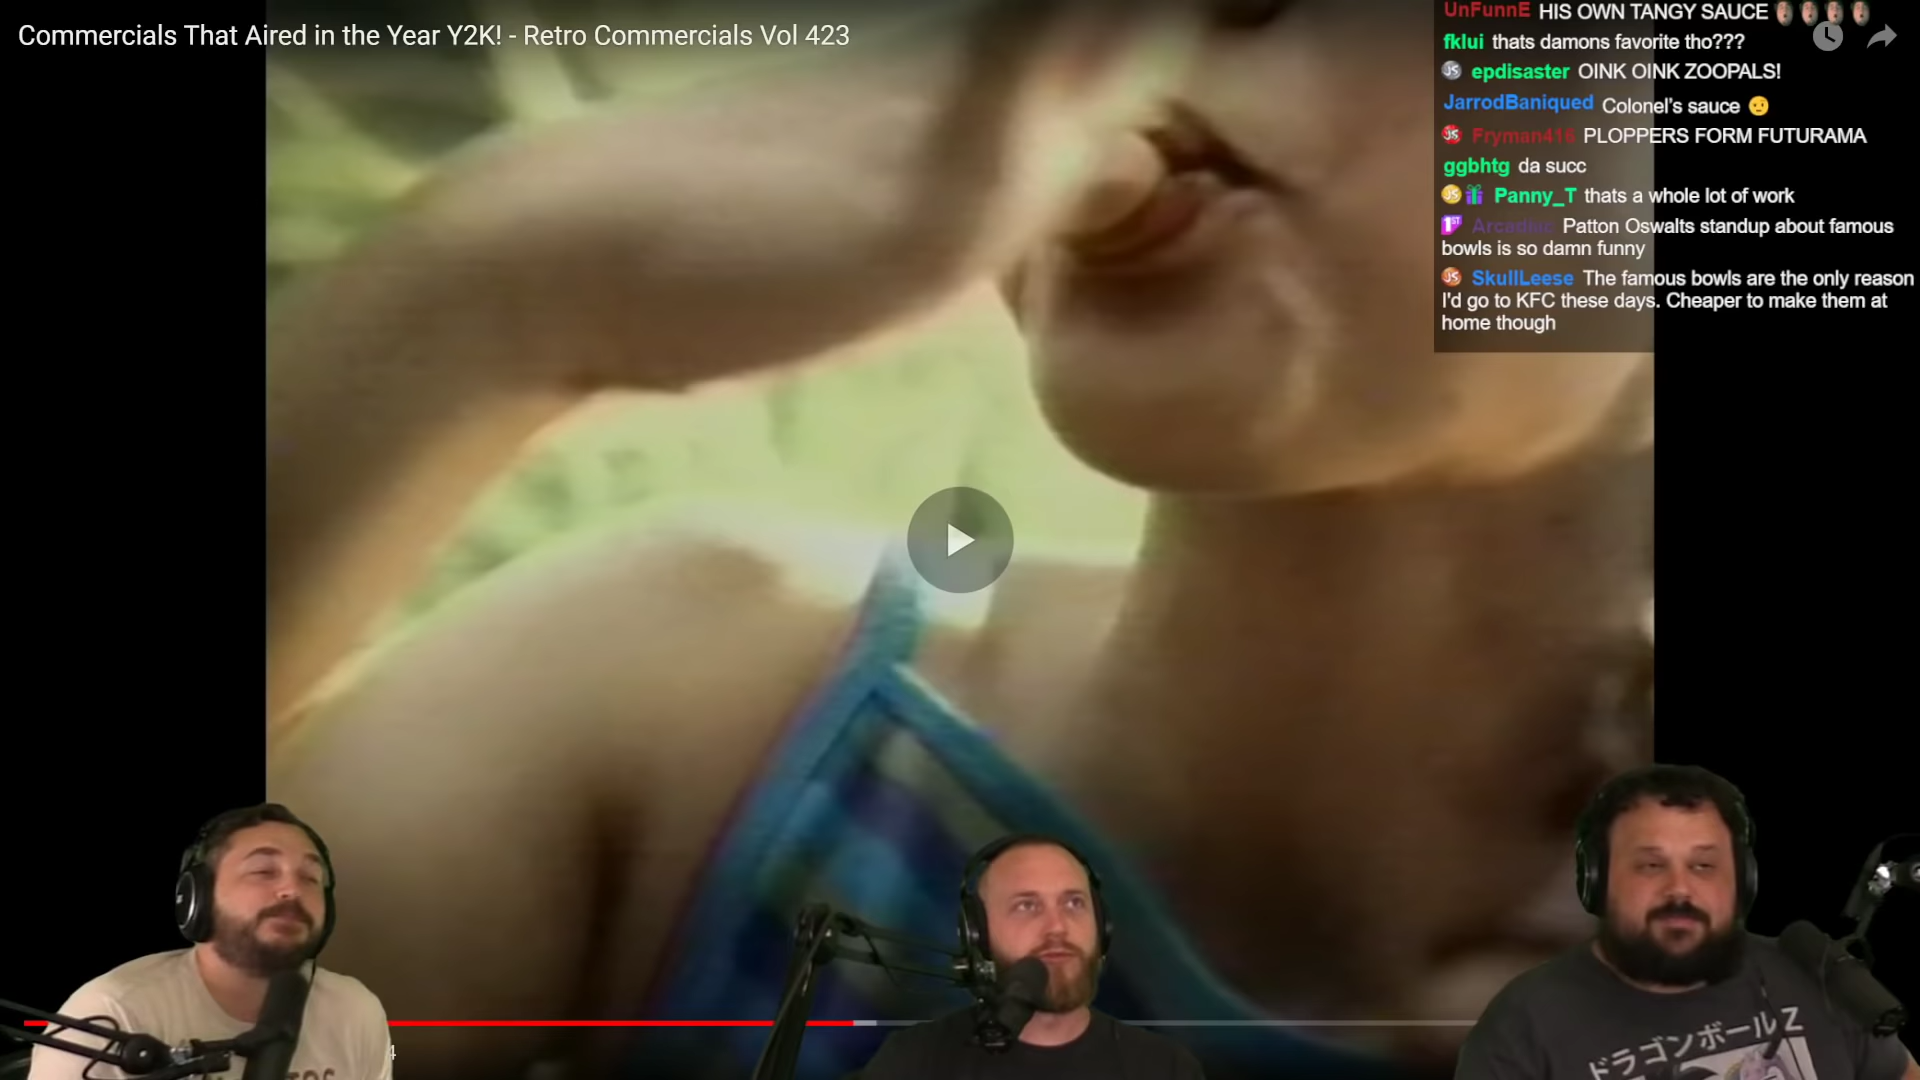 Commercials That Aired in the Year Y2K! - Retro Commercials Vol 423
UnFunnE HIS OWN TANGY SAUCE
fklui thats damons favorite tho???
epdisaster OINK OINK ZOOPALS!
JarrodBaniqued Colonel's sauce
Fryman416 PLOPPERS FORM FUTURAMA
ggbhtg da succ
1ST
Panny_T thats a whole lot of work
Patton Oswalts standup about famous
bowls is so damn funny
SkullLeese The famous bowls are the only reason
I'd go to KFC these days. Cheaper to make them at
home though
4
ドラゴンボールZ